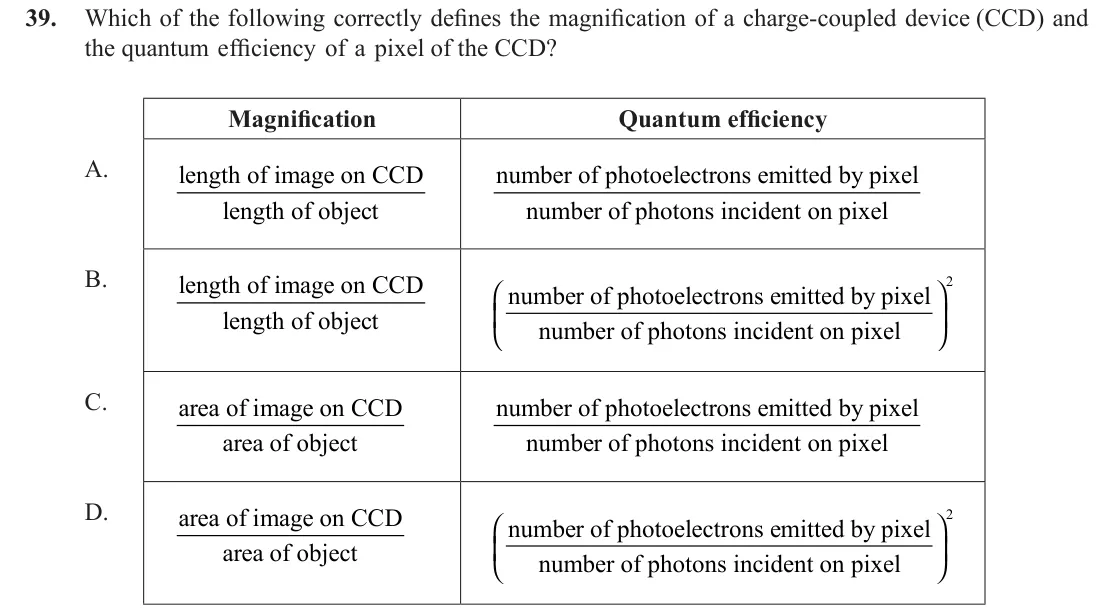 39. Which of the following correctly defines the magnification of a charge-coupled device (CCD) and
the quantum efficiency of a pixel of the CCD?
Magnification Quantum efficiency
A. length of image on CCD / length of object number of photoelectrons emitted by pixel / number of photons incident on pixel
B. length of image on CCD / length of object (number of photoelectrons emitted by pixel / number of photons incident on pixel)²
C. area of image on CCD / area of object number of photoelectrons emitted by pixel / number of photons incident on pixel
D. area of image on CCD / area of object (number of photoelectrons emitted by pixel / number of photons incident on pixel)²